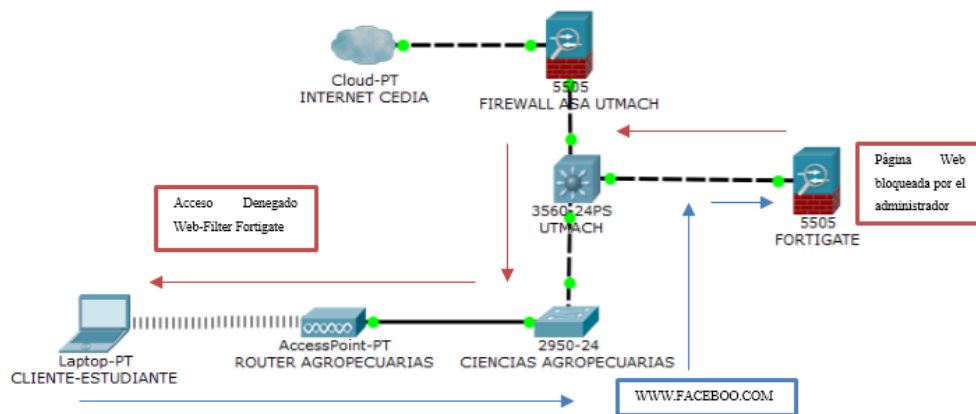 Cloud-PT
INTERNET CEDIA
5505
FIREWALL ASA UTMACH
Página Web
bloqueada por el
administrador
Acceso Denegado
Web-Filter Fortigate
3560-24PS
UTMACH
5505
FORTIGATE
Laptop-PT
CLIENTE-ESTUDIANTE
AccessPoint-PT
ROUTER AGROPECUARIAS
2950-24
CIENCIAS AGROPECUARIAS
WWW.FACEBOO.COM